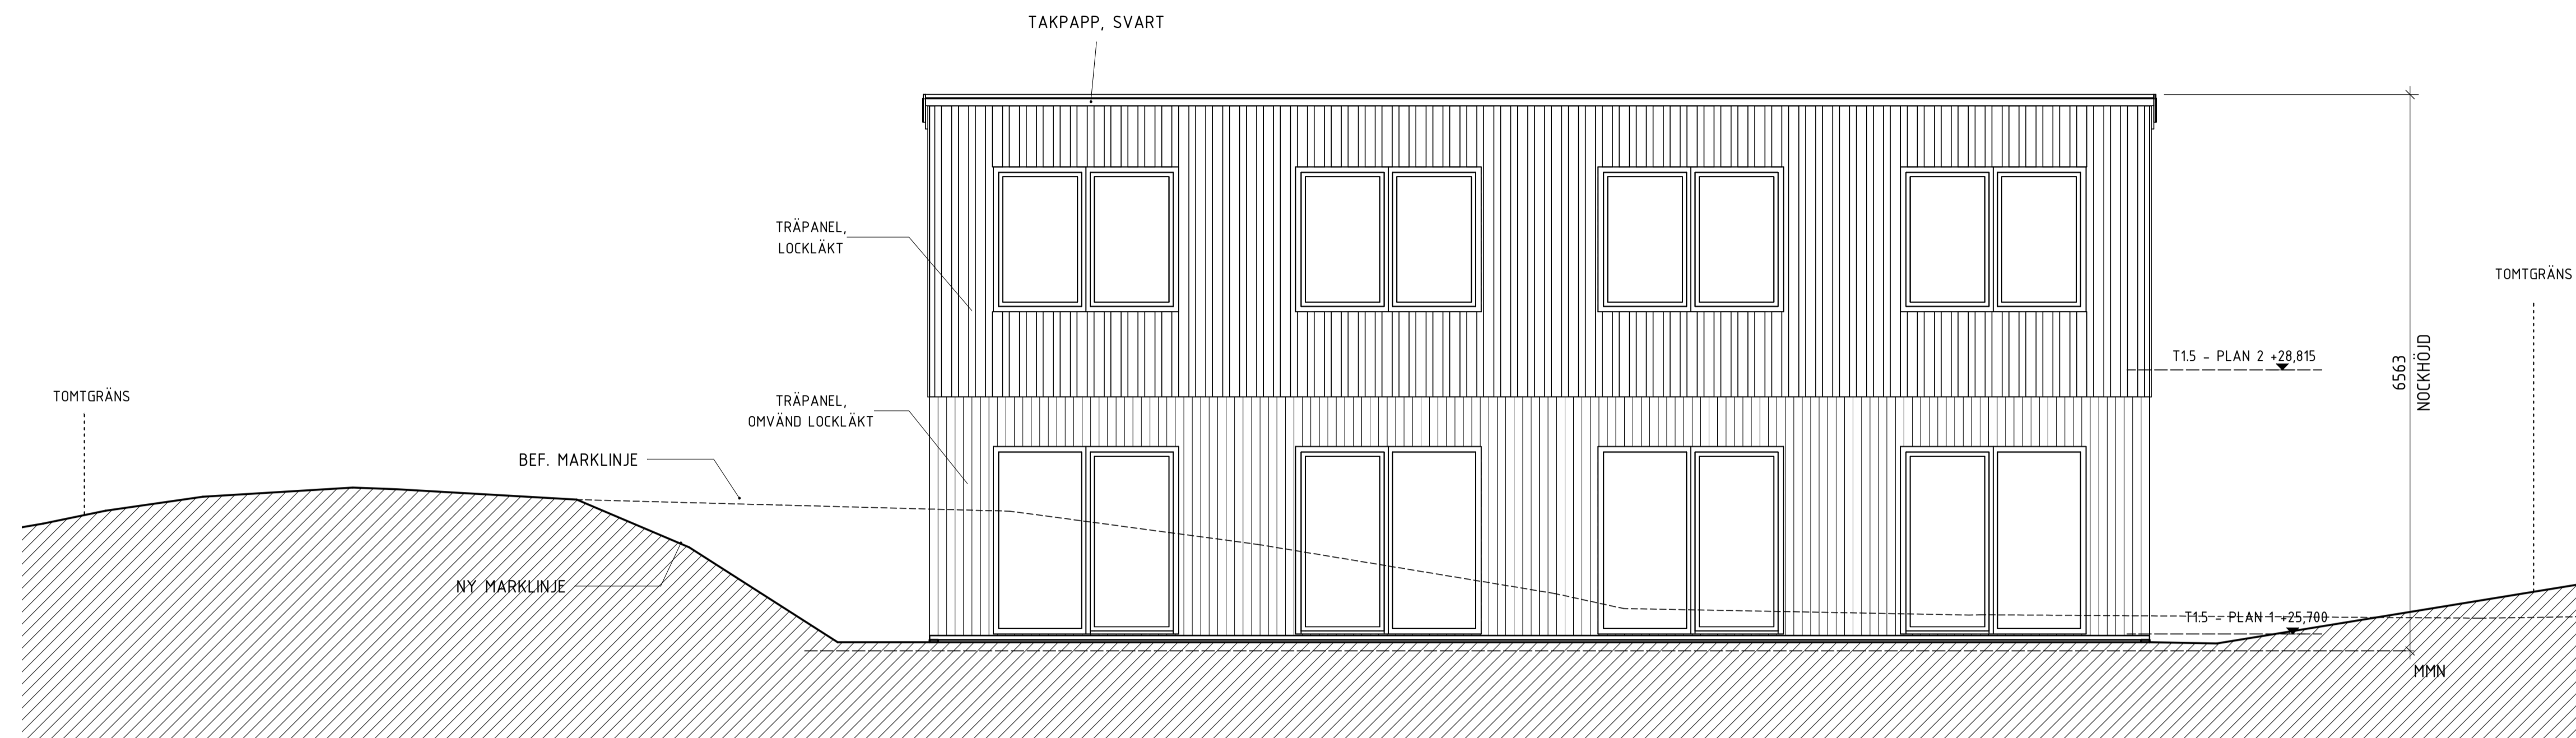 TAKPAPP, SVART
TRÄPANEL,
LOCKLÄKT
TOMTGRÄNS
T1.5 - PLAN 2 +28,815
6563
NOCKHÖJD
TOMTGRÄNS
TRÄPANEL,
OMVÄND LOCKLÄKT
BEF. MARKLINJE
NY MARKLINJE
T1.5 - PLAN 1 +25,700
MMN